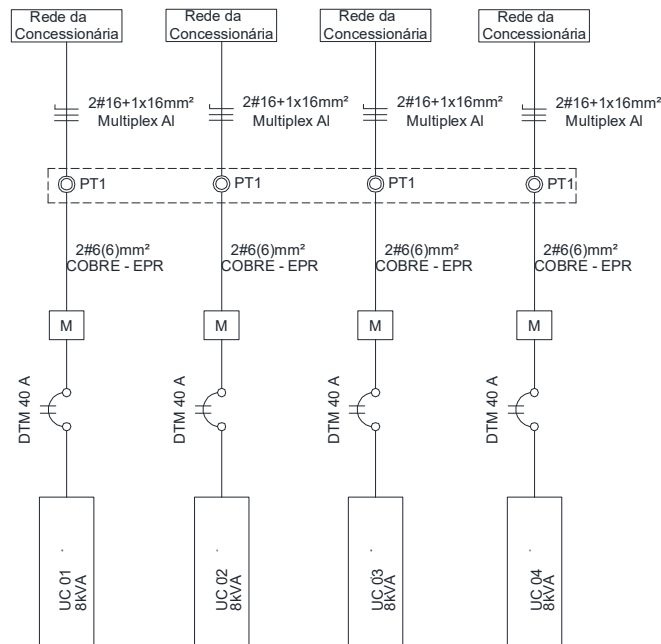 Rede da
Concessionária
Rede da
Concessionária
Rede da
Concessionária
Rede da
Concessionária
2#16+1x16mm²
Multiplex Al
2#16+1x16mm²
Multiplex Al
2#16+1x16mm²
Multiplex Al
2#16+1x16mm²
Multiplex Al
PT1
PT1
PT1
PT1
2#6(6)mm²
COBRE - EPR
2#6(6)mm²
COBRE - EPR
2#6(6)mm²
COBRE - EPR
2#6(6)mm²
COBRE - EPR
M
M
M
M
DTM 40 A
DTM 40 A
DTM 40 A
DTM 40 A
UC 01
8kVA
UC 02
8kVA
UC 03
8kVA
UC 04
8kVA